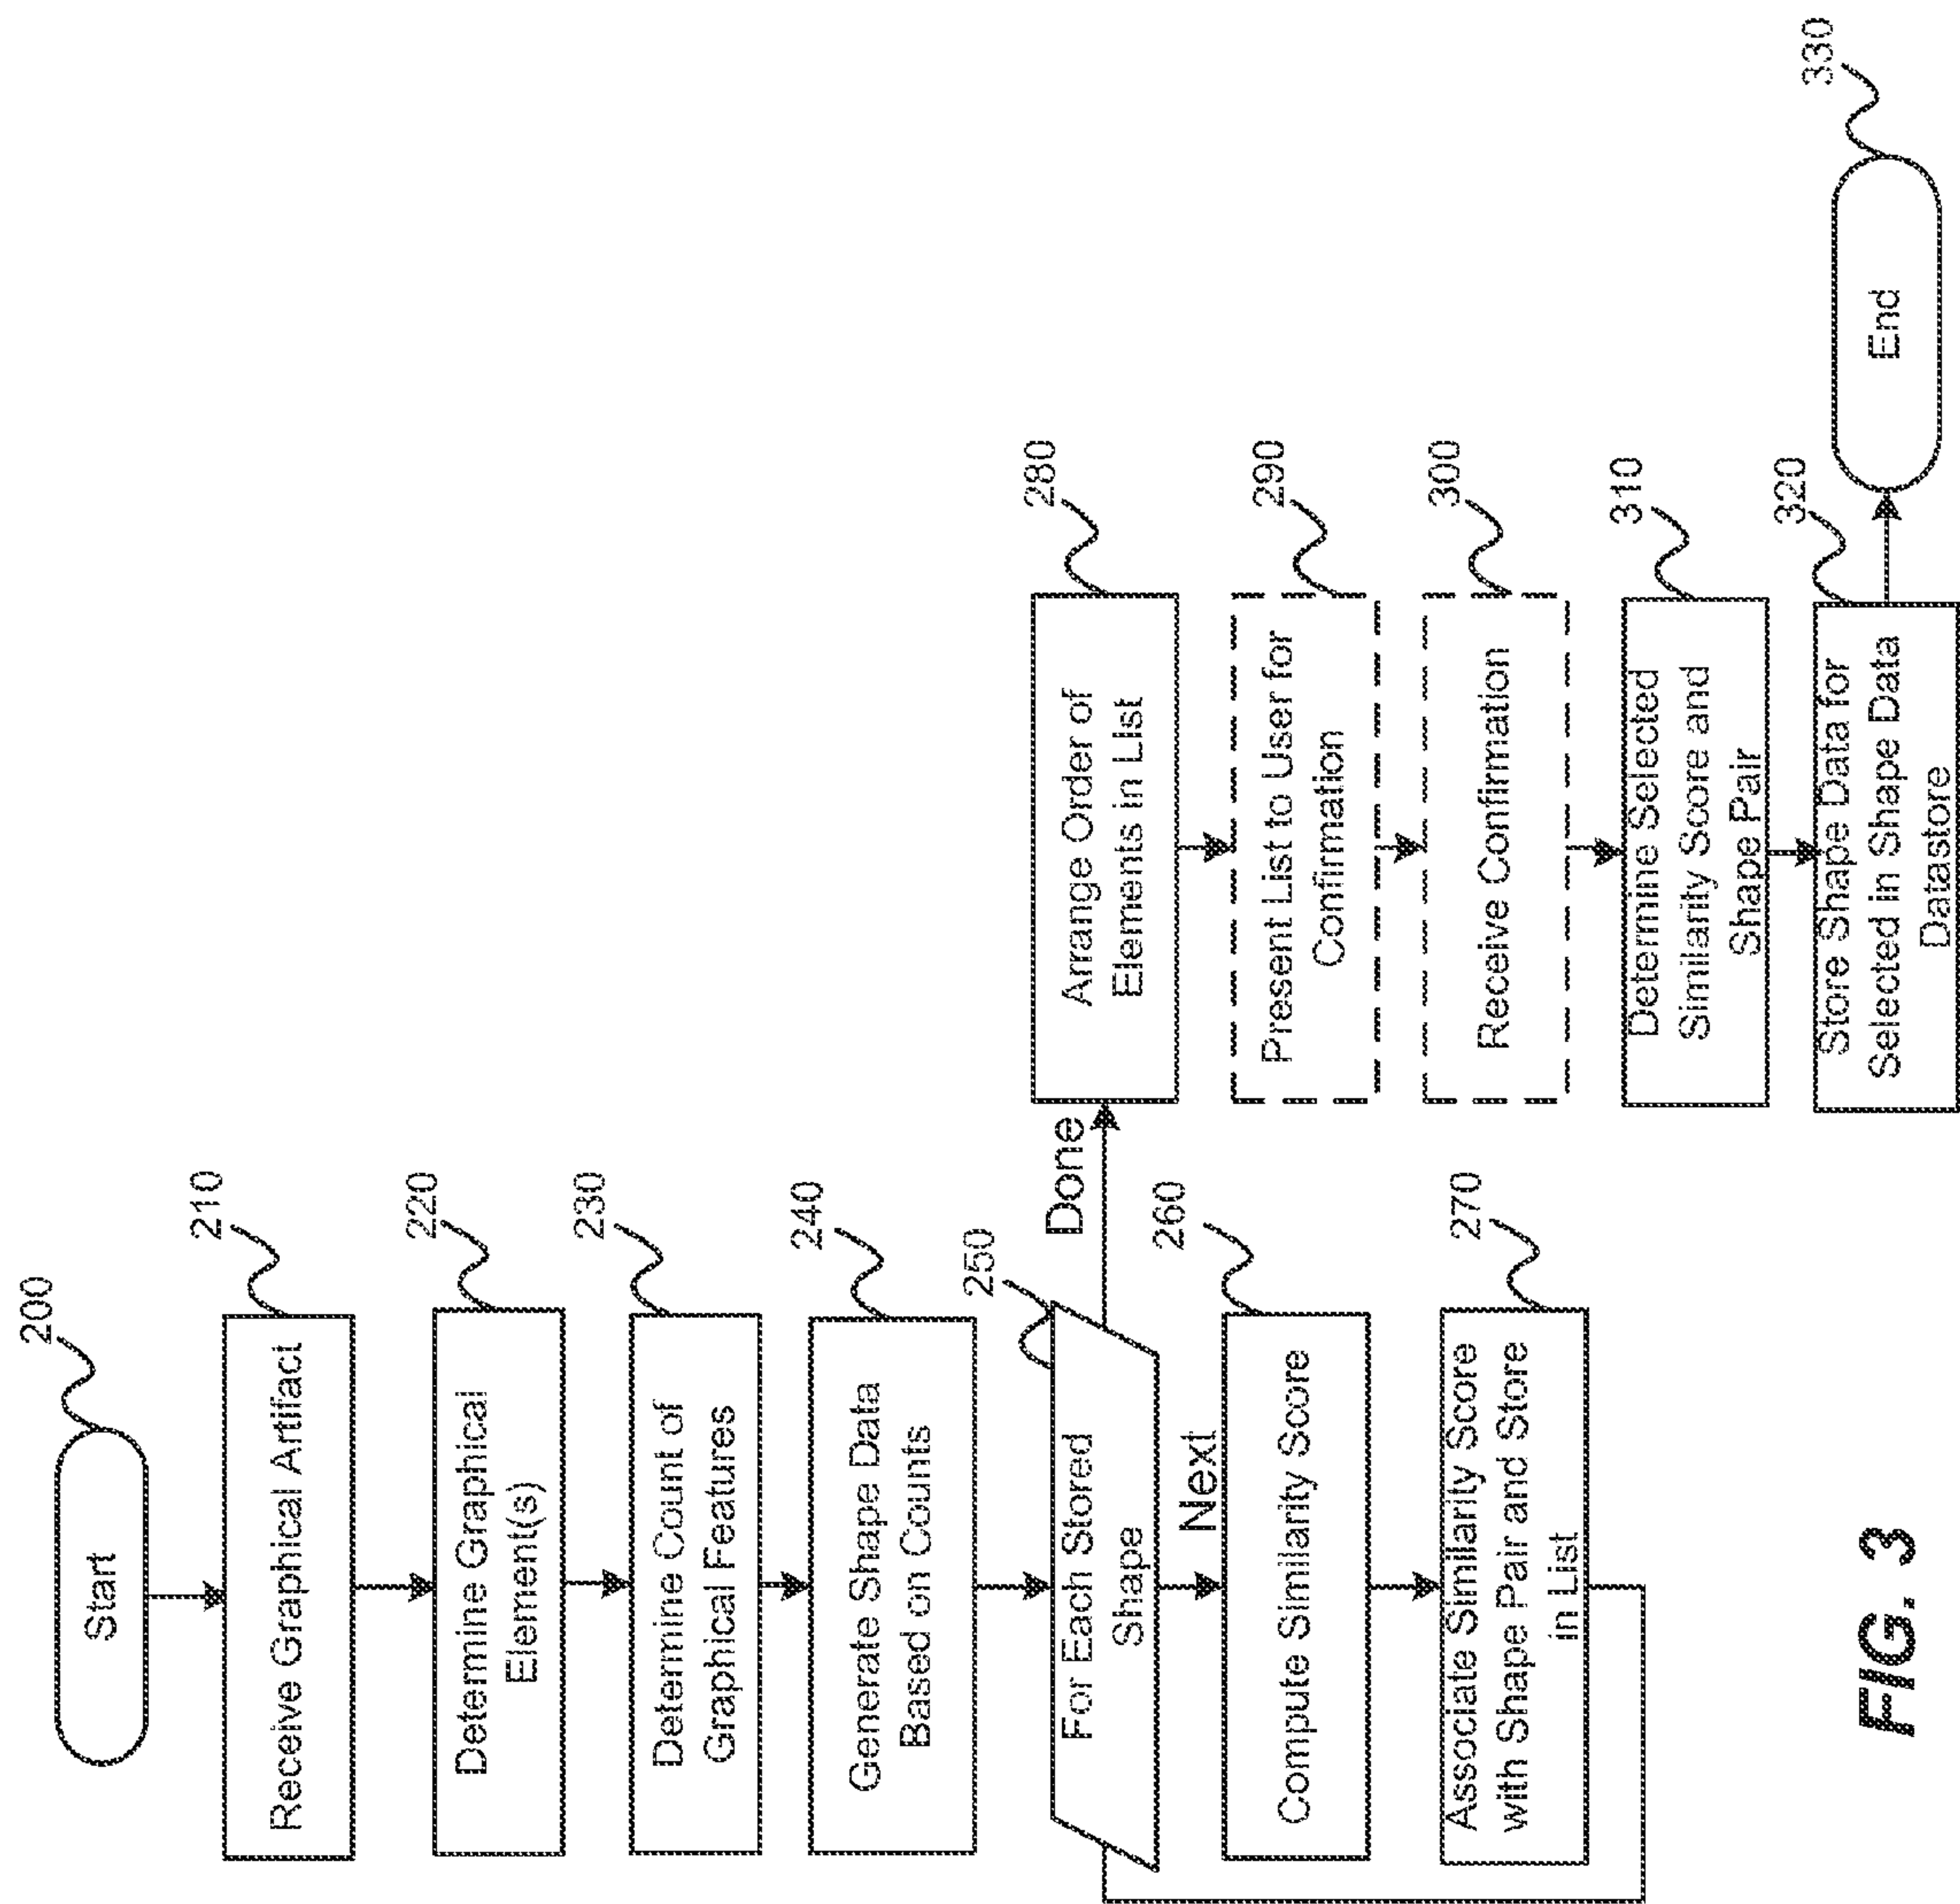 200
Start
210
Receive Graphical Artifact
220
Determine Graphical
Element(s)
230
Determine Count of
Graphical Features
240
Generate Shape Data
Based on Counts
250
For Each Stored
Shape
Done
Next
260
Compute Similarity Score
270
Associate Similarity Score
with Shape Pair and Store
in List
280
Arrange Order of
Elements in List
290
Present List to User for
Confirmation
300
Receive Confirmation
310
Determine Selected
Similarity Score and
Shape Pair
320
Store Shape Data for
Selected in Shape Data
Datastore
330
End
FIG. 3